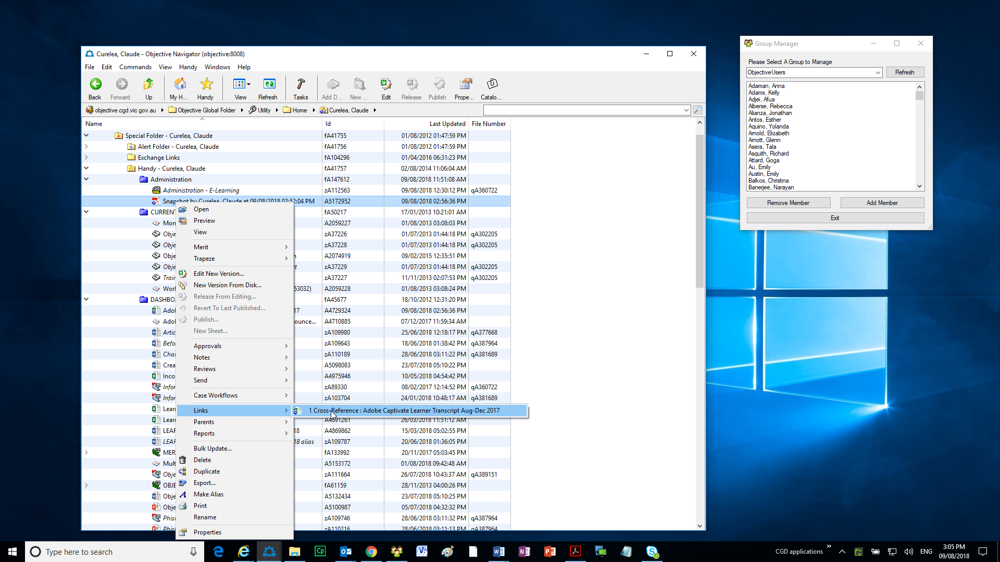 Curelea, Claude - Objective Navigator (objective:8008)
File Edit Commands View Handy Windows Help
Back Forward Up My H... Handy View Refresh Tasks Add D... New ... Edit Release Publish Prope... Catalo...
objective.cgd.vic.gov.au Objective Global Folder Utility Home Curelea, Claude
Name Id Last Updated File Number
Special Folder - Curelea, Claude fA41755 01/08/2012 01:47:59 PM
Alert Folder - Curelea, Claude fA41756 01/08/2012 01:47:59 PM
Exchange Links fA104296 01/04/2016 06:31:23 PM
Handy - Curelea, Claude fA41757 02/08/2014 11:06:04 AM
Administration fA147612 09/08/2018 11:51:08 AM
Administration - E-Learning zA112563 09/08/2018 12:30:18 PM qA360722
Snapshot by Curelea, Claude at 09/08/2018 02:52:04 PM A5172952 09/08/2018 02:56:36 PM
CURRENT fA50217 17/01/2013 10:21:01 AM
Mon A2059227 01/08/2013 03:08:03 PM
Obje zA37226 01/07/2013 01:44:18 PM qA302205
Obje zA37228 01/07/2013 01:44:18 PM qA302205
Obje n A2074919 09/02/2015 12:35:51 PM
Obje rt zA37229 01/07/2013 01:44:18 PM qA302205
Train zA37227 11/11/2013 02:07:53 PM qA302205
Worl 53032) A2059228 01/08/2013 03:08:24 PM
DASHBO fA45677 18/10/2012 12:31:20 PM
Adol 17 A4729324 09/08/2018 02:56:36 PM
Adol ounce... A4710885 07/12/2017 11:59:34 AM
Artic zA109980 25/06/2018 12:18:17 PM qA377668
Befo zA109643 18/06/2018 01:38:42 PM qA387964
Cha zA110189 28/06/2018 03:11:22 PM qA381689
Crea A5098083 23/07/2018 05:10:22 PM
Inco A4975946 10/05/2018 04:54:42 PM
Infor zA89330 08/02/2017 12:14:52 PM qA360722
Infor zA103704 24/01/2018 10:48:17 AM qA381689
Learn
Learn A4891261 26/03/2018 11:51:12 AM
LEAR 18 A4869862 15/03/2018 05:02:55 PM
LEAR 18 alias zA109787 20/06/2018 01:36:05 PM
MER fA133992 20/11/2017 05:03:45 PM
Mult A5153172 01/08/2018 09:42:48 AM
Obje zA111664 26/07/2018 10:43:37 AM qA389151
OBJE fA61159 28/11/2013 04:00:26 PM
Obje A5132434 23/07/2018 05:10:25 PM
Obje A5100987 05/07/2018 04:32:32 PM
Phis zA109746 28/06/2018 03:11:32 PM qA387964
Phis zA110216 28/06/2018 03:11:13 PM qA387964
Open
Preview
View
Merit
Trapeze
Edit New Version...
New Version From Disk...
Release From Editing...
Revert To Last Published...
Publish...
New Sheet...
Approvals
Notes
Reviews
Send
Case Workflows
Links
1 Cross-Reference : Adobe Captivate Learner Transcript Aug-Dec 2017
Parents
Reports
Bulk Update...
Delete
Duplicate
Export...
Make Alias
Print
Rename
Properties
Group Manager
Please Select A Group to Manage
ObjectiveUsers Refresh
Adaman, Anna
Adams, Kelly
Adjei, Afua
Alberse, Rebecca
Alianza, Jonathan
Antos, Esther
Aquino, Yolanda
Arnold, Elizabeth
Arnott, Glenn
Asera, Tala
Asquith, Richard
Attard, Goga
Au, Emily
Austin, Emily
Balkos, Christina
Banerjee, Narayan
Remove Member Add Member
Exit
Type here to search
CGD applications
ENG
3:05 PM
09/08/2018